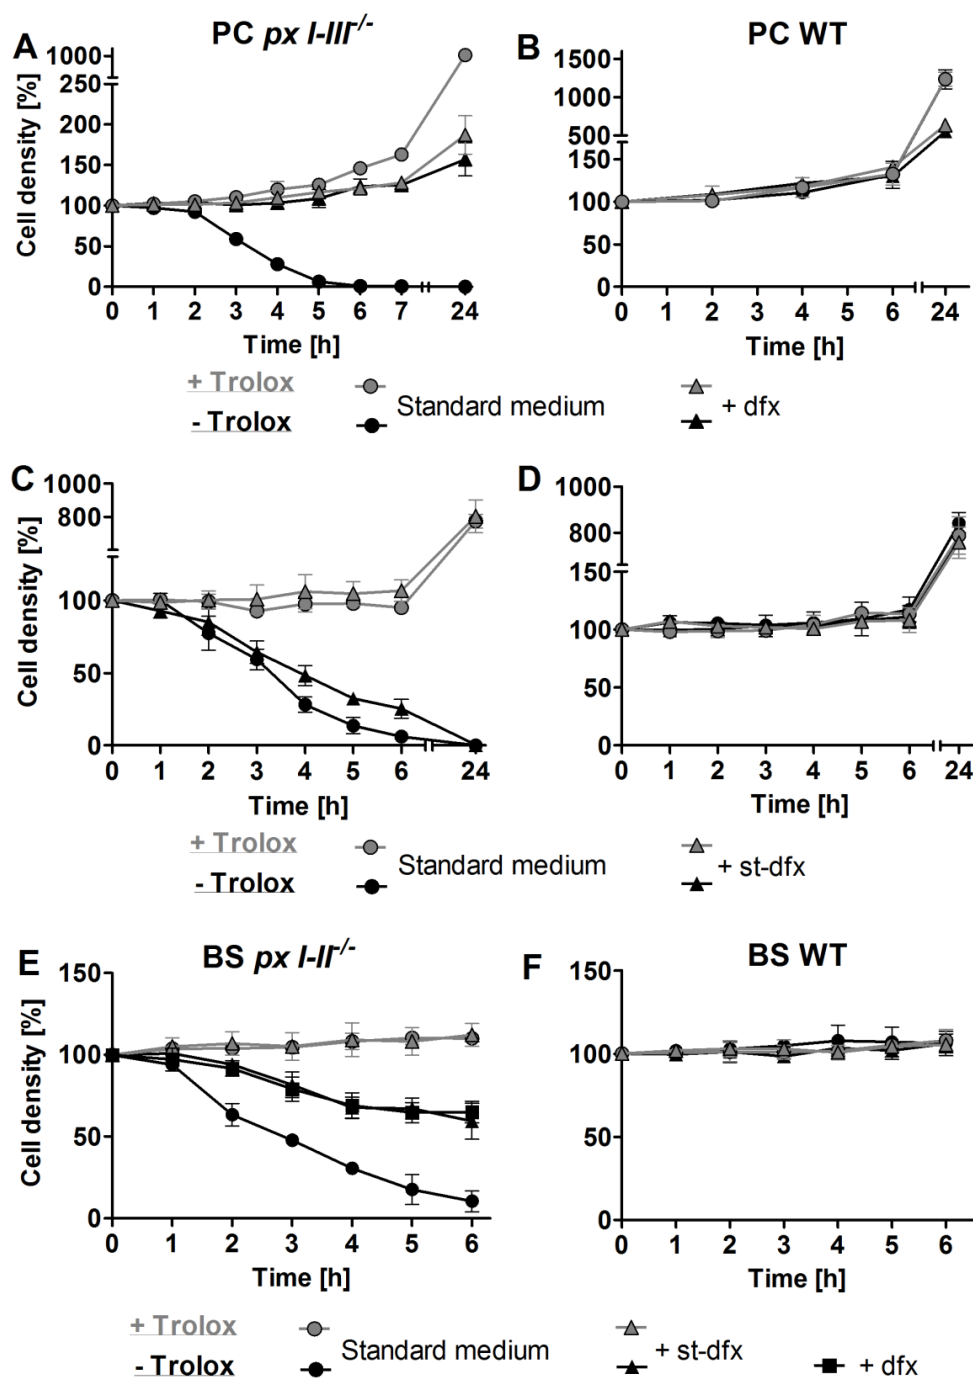 A PC px I-III-/- B PC WT
Cell density [%]
1000
250
200
150
100
50
0
0 1 2 3 4 5 6 7 24
Time [h]
1500
1000
500
100
50
0
0 1 2 3 4 5 6 24
Time [h]
+ Trolox
- Trolox
Standard medium
+ dfx
C D
Cell density [%]
1000
800
100
50
0
0 1 2 3 4 5 6 24
Time [h]
1000
800
150
100
50
0
0 1 2 3 4 5 6 24
Time [h]
+ Trolox
- Trolox
Standard medium
+ st-dfx
E BS px I-II-/- F BS WT
Cell density [%]
150
100
50
0
0 1 2 3 4 5 6
Time [h]
150
100
50
0
0 1 2 3 4 5 6
Time [h]
+ Trolox
- Trolox
Standard medium
+ st-dfx
+ dfx